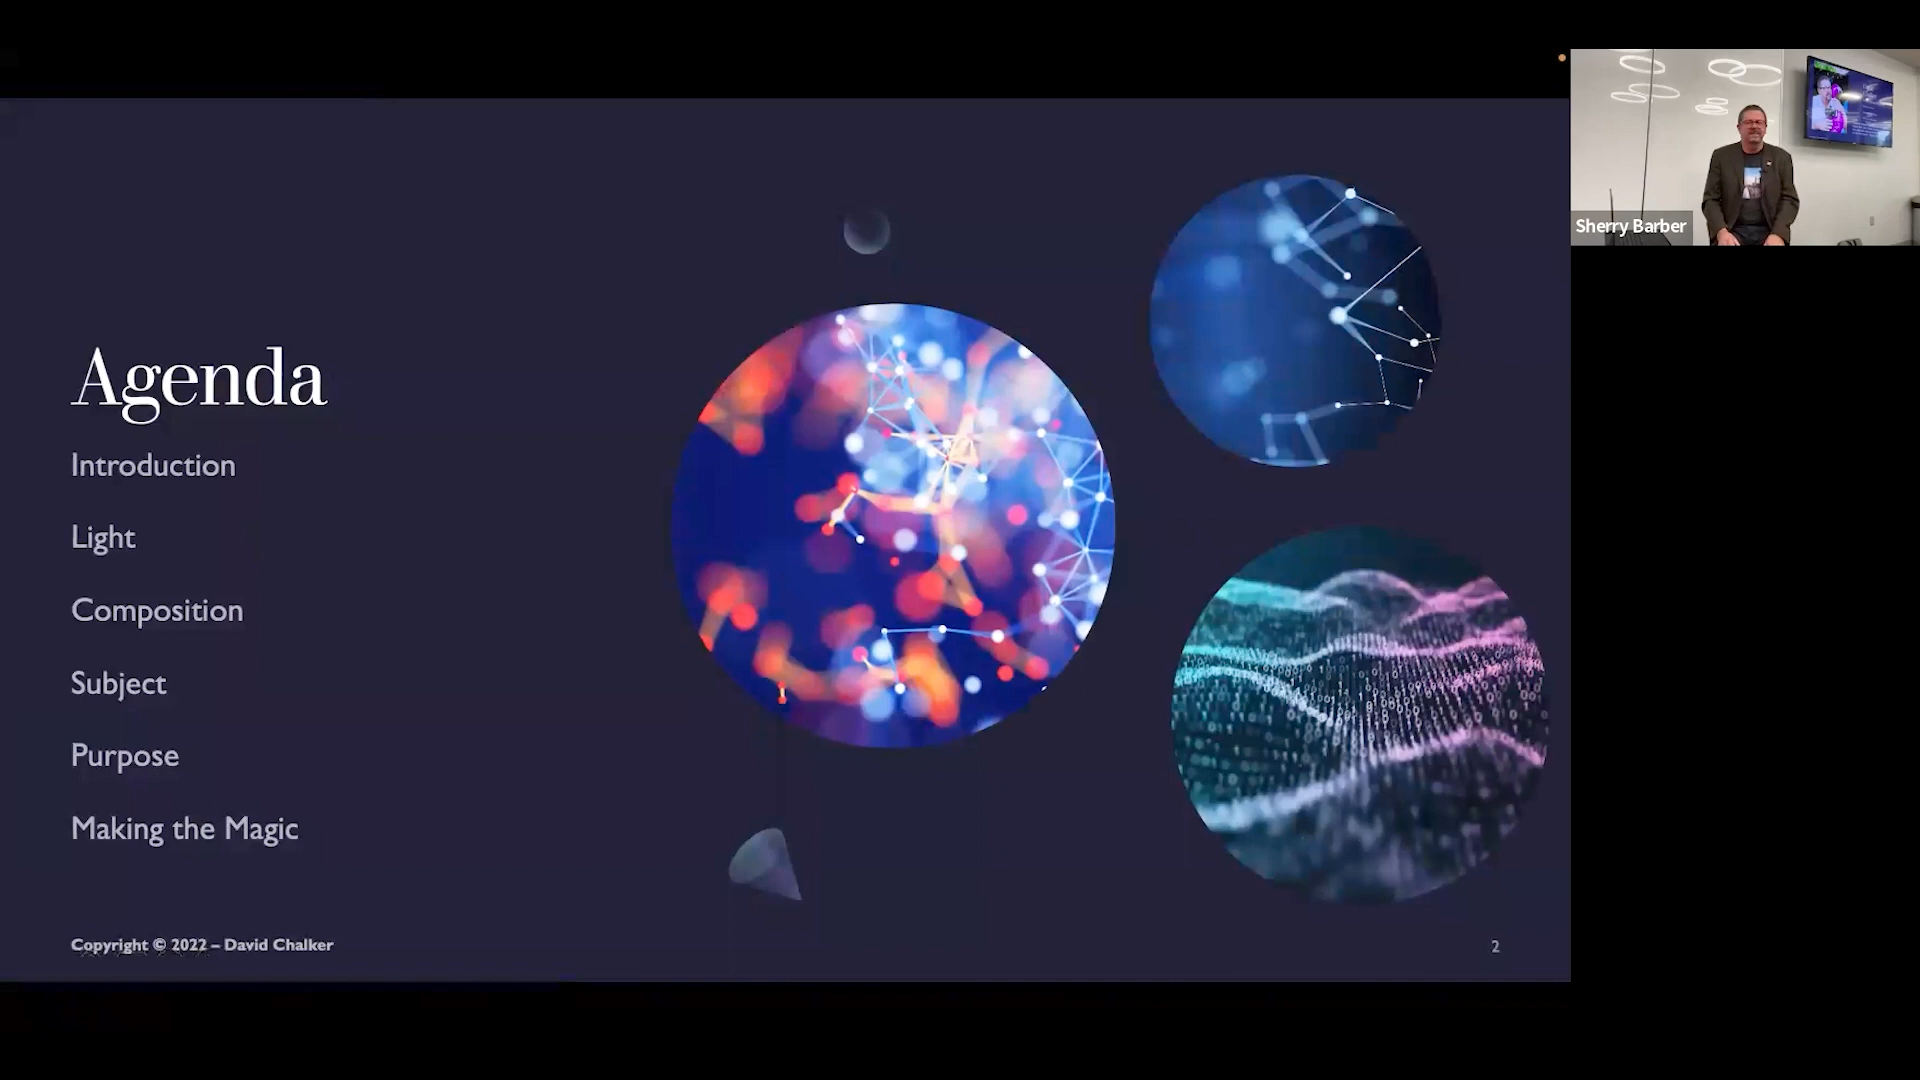 Agenda
Introduction
Light
Composition
Subject
Purpose
Making the Magic
Copyright © 2022 – David Chalker
2
Sherry Barber